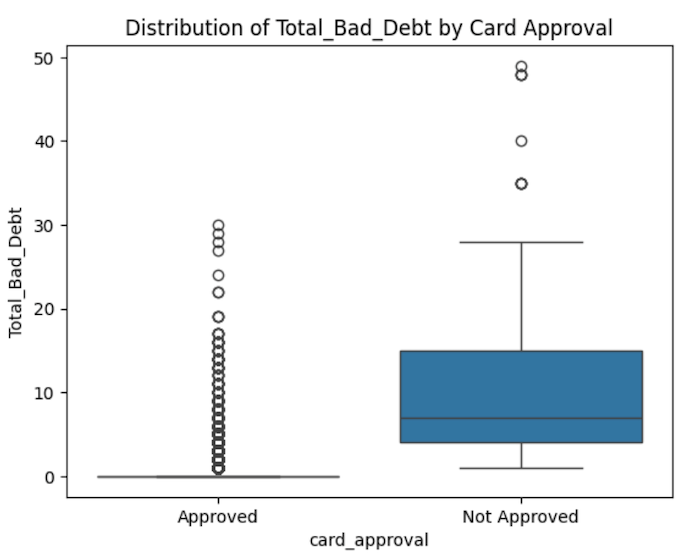 Distribution of Total_Bad_Debt by Card Approval
50
40
30
20
10
0
Total_Bad_Debt
Approved
Not Approved
card_approval